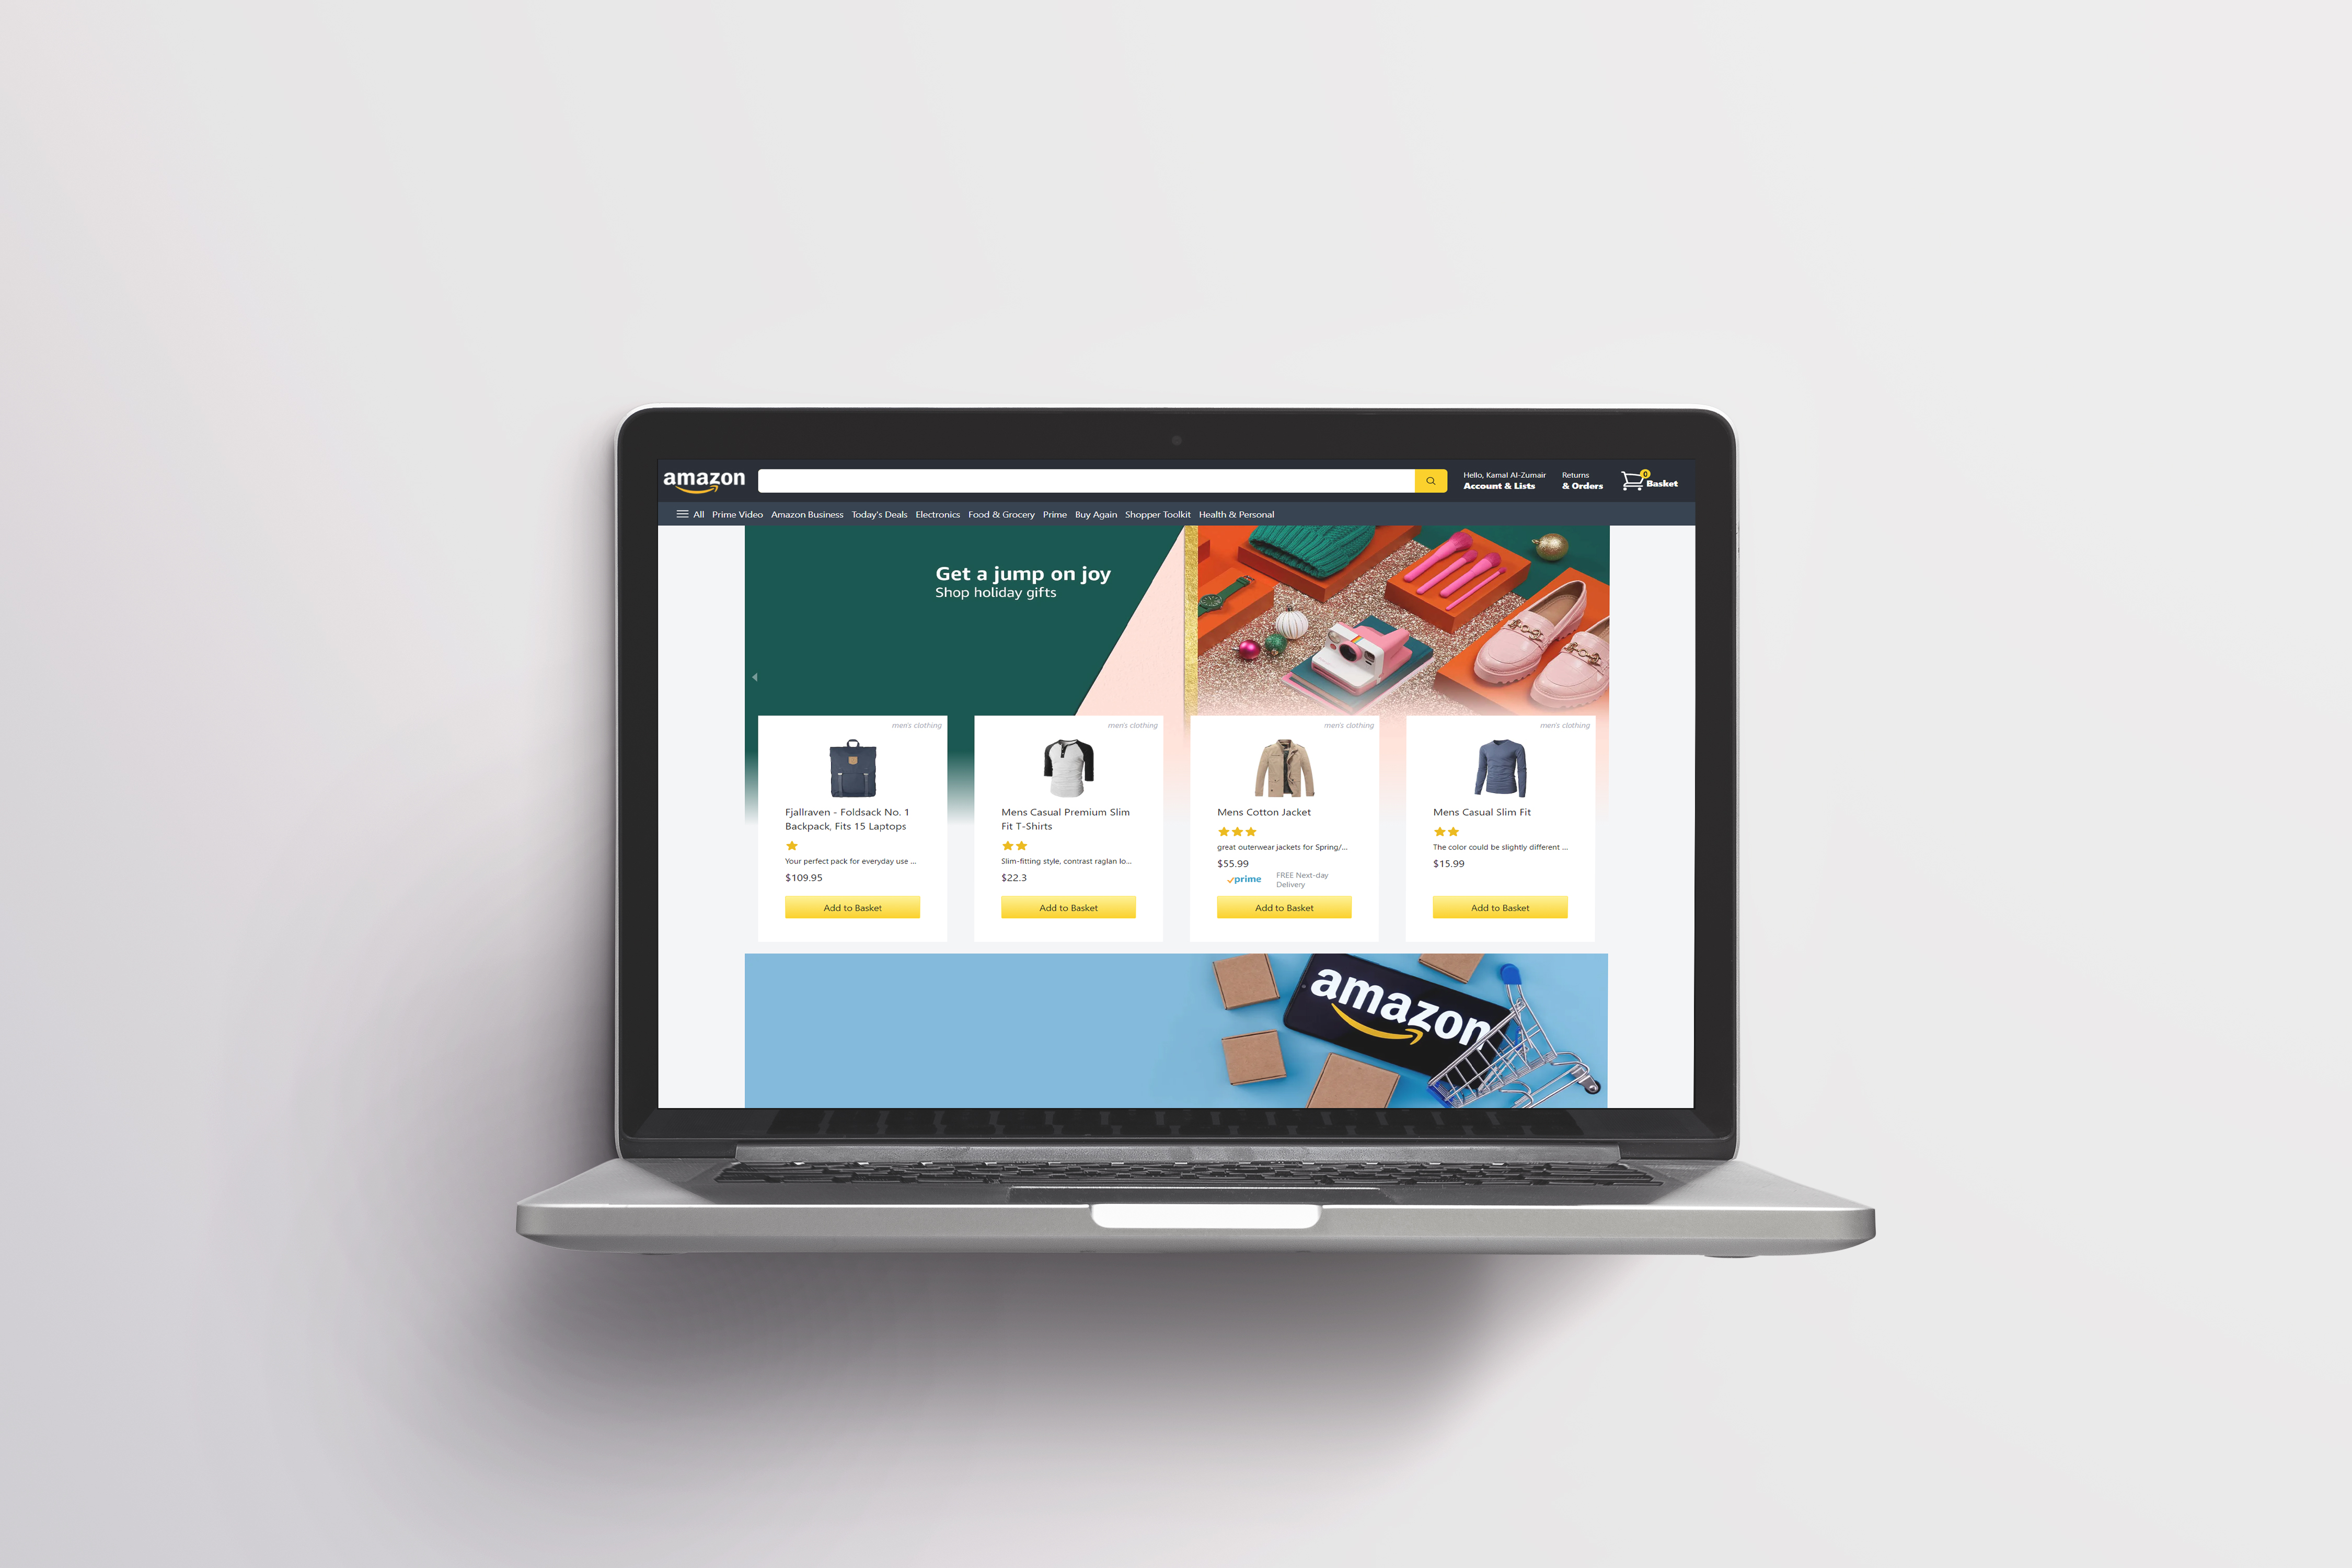 amazon
Hello, Kamal Al-Zumair
Account & Lists
Returns
& Orders
0
Basket
All Prime Video Amazon Business Today's Deals Electronics Food & Grocery Prime Buy Again Shopper Toolkit Health & Personal
Get a jump on joy
Shop holiday gifts
men's clothing
Fjallraven - Foldsack No. 1
Backpack, Fits 15 Laptops
Your perfect pack for everyday use ...
$109.95
Add to Basket
men's clothing
Mens Casual Premium Slim
Fit T-Shirts
Slim-fitting style, contrast raglan lo...
$22.3
Add to Basket
men's clothing
Mens Cotton Jacket
great outerwear jackets for Spring/...
$55.99
prime
FREE Next-day
Delivery
Add to Basket
men's clothing
Mens Casual Slim Fit
The color could be slightly different ...
$15.99
Add to Basket
amazon